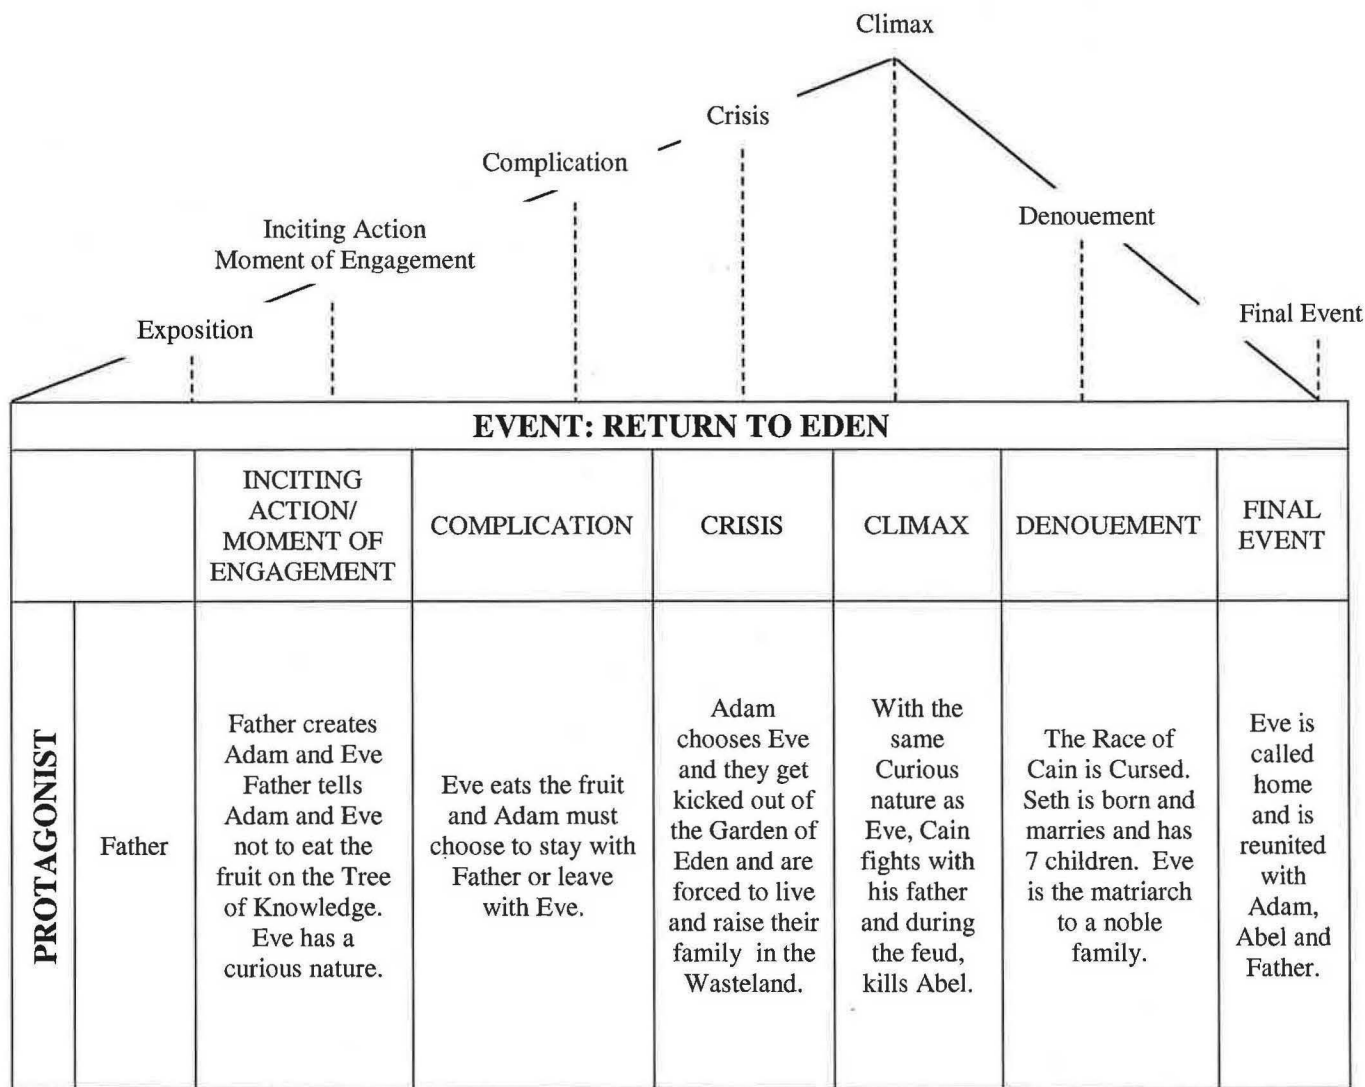 Climax
Crisis
Complication
Denouement
Inciting Action
Moment of Engagement
Final Event
Exposition
EVENT: RETURN TO EDEN
INCITING
ACTION/
MOMENT OF
ENGAGEMENT
COMPLICATION
CRISIS
CLIMAX
DENOUEMENT
FINAL
EVENT
PROTAGONIST
Father
Father creates
Adam and Eve
Father tells
Adam and Eve
not to eat the
fruit on the Tree
of Knowledge.
Eve has a
curious nature.
Eve eats the fruit
and Adam must
choose to stay with
Father or leave
with Eve.
Adam
chooses Eve
and they get
kicked out of
the Garden of
Eden and are
forced to live
and raise their
family in the
Wasteland.
With the
same
Curious
nature as
Eve, Cain
fights with
his father
and during
the feud,
kills Abel.
The Race of
Cain is Cursed.
Seth is born and
marries and has
7 children. Eve
is the matriarch
to a noble
family.
Eve is
called
home
and is
reunited
with
Adam,
Abel and
Father.